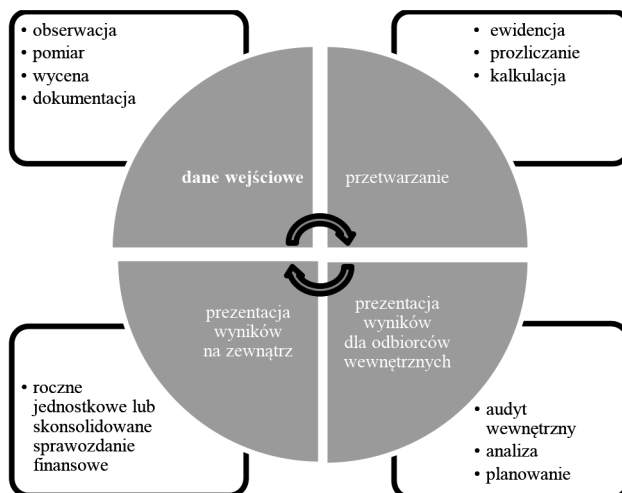 • obserwacja
• pomiar
• wycena
• dokumentacja
• ewidencja
• prozliczanie
• kalkulacja
dane wejściowe
przetwarzanie
prezentacja
wyników
na zewnątrz
prezentacja
wyników
dla odbiorców
wewnętrznych
• roczne
jednostkowe lub
skonsolidowane
sprawozdanie
finansowe
• audyt
wewnętrzny
• analiza
• planowanie